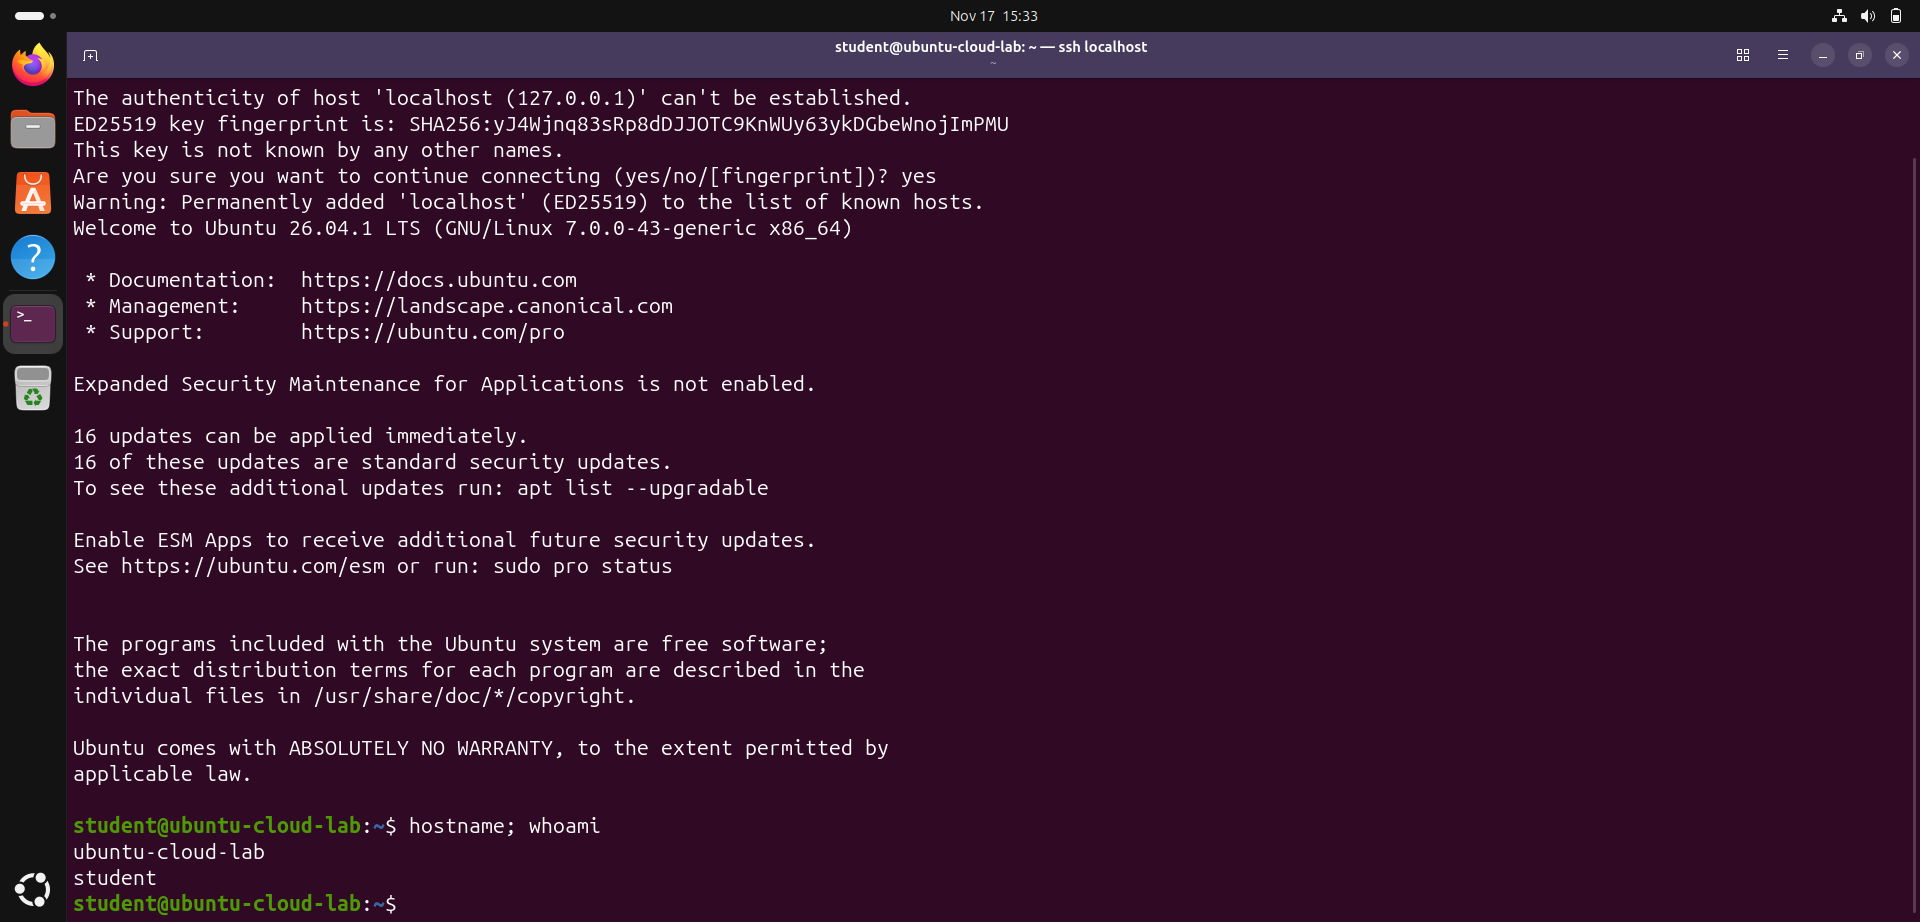 Nov 17 15:33
student@ubuntu-cloud-lab: ~ — ssh localhost
~
The authenticity of host 'localhost (127.0.0.1)' can't be established.
ED25519 key fingerprint is: SHA256:yJ4Wjnq83sRp8dDJJOTC9KnWUy63ykDGbeWnojImPMU
This key is not known by any other names.
Are you sure you want to continue connecting (yes/no/[fingerprint])? yes
Warning: Permanently added 'localhost' (ED25519) to the list of known hosts.
Welcome to Ubuntu 26.04.1 LTS (GNU/Linux 7.0.0-43-generic x86_64)
* Documentation:  https://docs.ubuntu.com
* Management:     https://landscape.canonical.com
* Support:        https://ubuntu.com/pro
Expanded Security Maintenance for Applications is not enabled.
16 updates can be applied immediately.
16 of these updates are standard security updates.
To see these additional updates run: apt list --upgradable
Enable ESM Apps to receive additional future security updates.
See https://ubuntu.com/esm or run: sudo pro status
The programs included with the Ubuntu system are free software;
the exact distribution terms for each program are described in the
individual files in /usr/share/doc/*/copyright.
Ubuntu comes with ABSOLUTELY NO WARRANTY, to the extent permitted by
applicable law.
student@ubuntu-cloud-lab:~$ hostname; whoami
ubuntu-cloud-lab
student
student@ubuntu-cloud-lab:~$